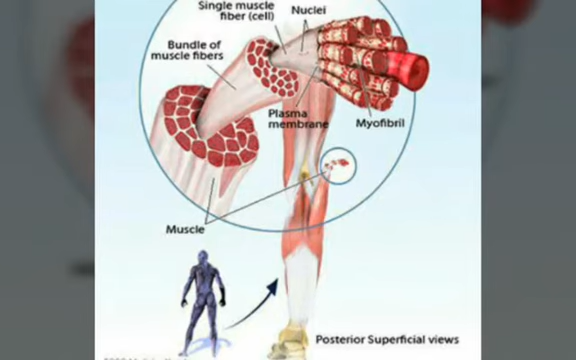 Single muscle
fiber (cell)
Nuclei
Bundle of
muscle fibers
Plasma
membrane
Myofibril
Muscle
Posterior Superficial views